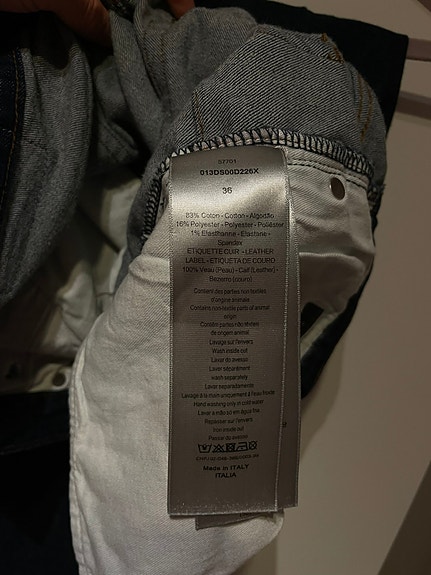 57701
013DS00D226X
36
83% Coton - Cotton - Algodão
16% Polyester - Polyester - Poliéster
1% Elasthanne - Elastane -
Spandex
ETIQUETTE CUIR - LEATHER
LABEL - ETIQUETA DE COURO
100% Veau (Peau) - Calf (Leather) -
Bezerro (couro)
Contient des parties non textiles
d'origine animale
Contains non-textile parts of animal
origin
Contém partes não têxteis
de origem animal
Lavage sur l'envers
Wash inside out
Lavar do avesso
Laver séparément
wash separately
Lavar separadamente
Lavage à la main uniquement à l'eau froide
Hand washing only in cold water
Lavar à mão só em água fria
Repasser sur l'envers
Iron inside out
Passar do avesso
Made in ITALY
ITALIA